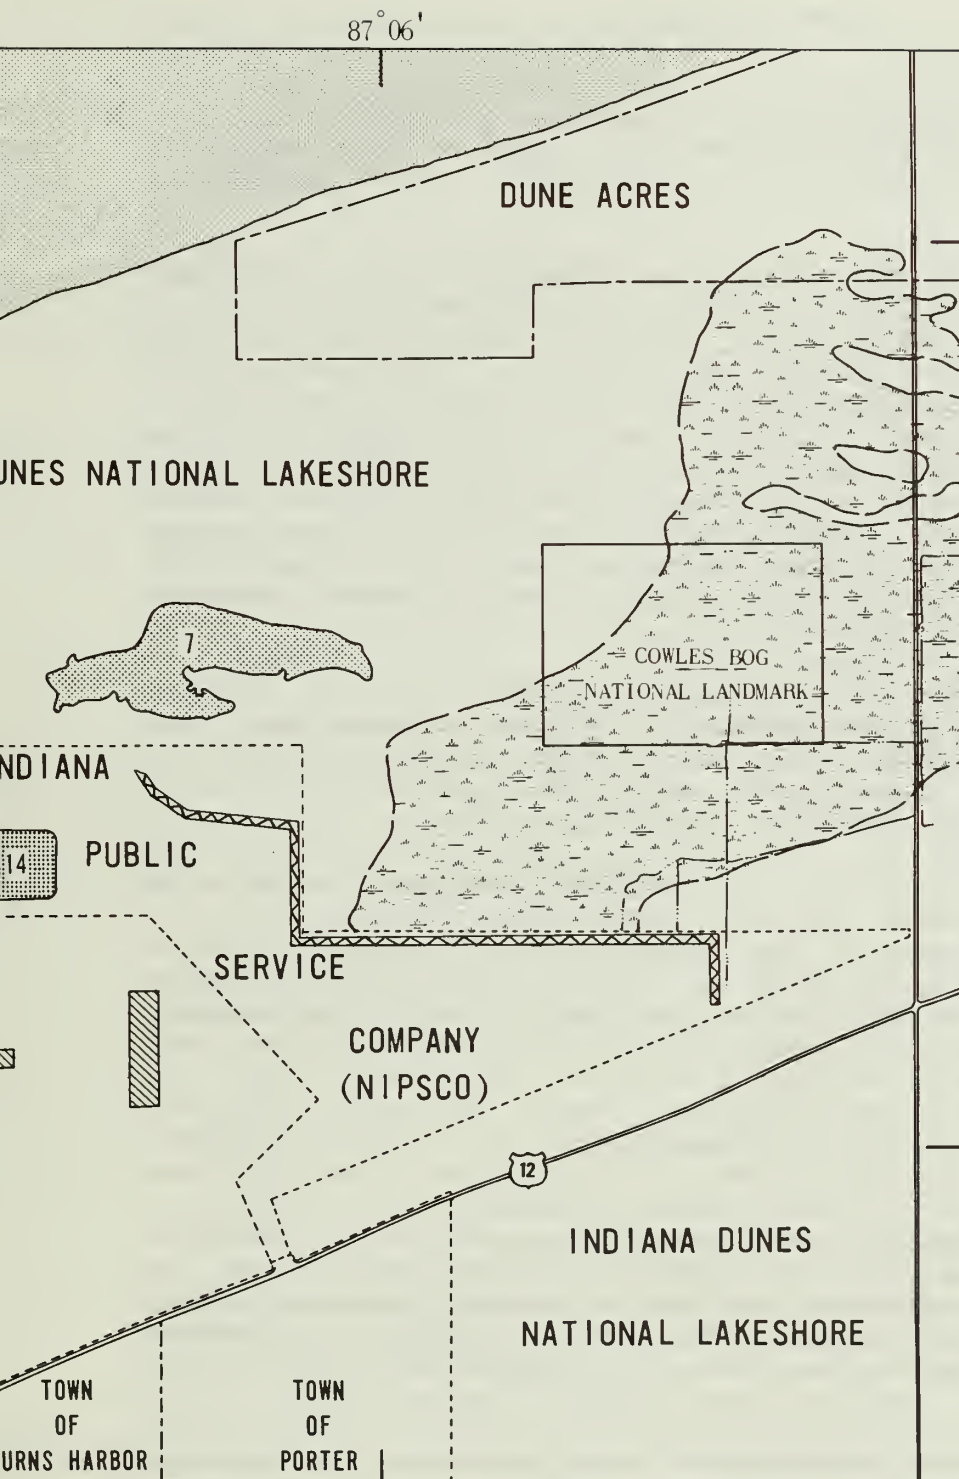 87°06'
DUNE ACRES
UNES NATIONAL LAKESHORE
7
COWLES BOG
NATIONAL LANDMARK
NDIANA
14
PUBLIC
SERVICE
COMPANY
(NIPSCO)
12
INDIANA DUNES
NATIONAL LAKESHORE
TOWN
OF
URNS HARBOR
TOWN
OF
PORTER